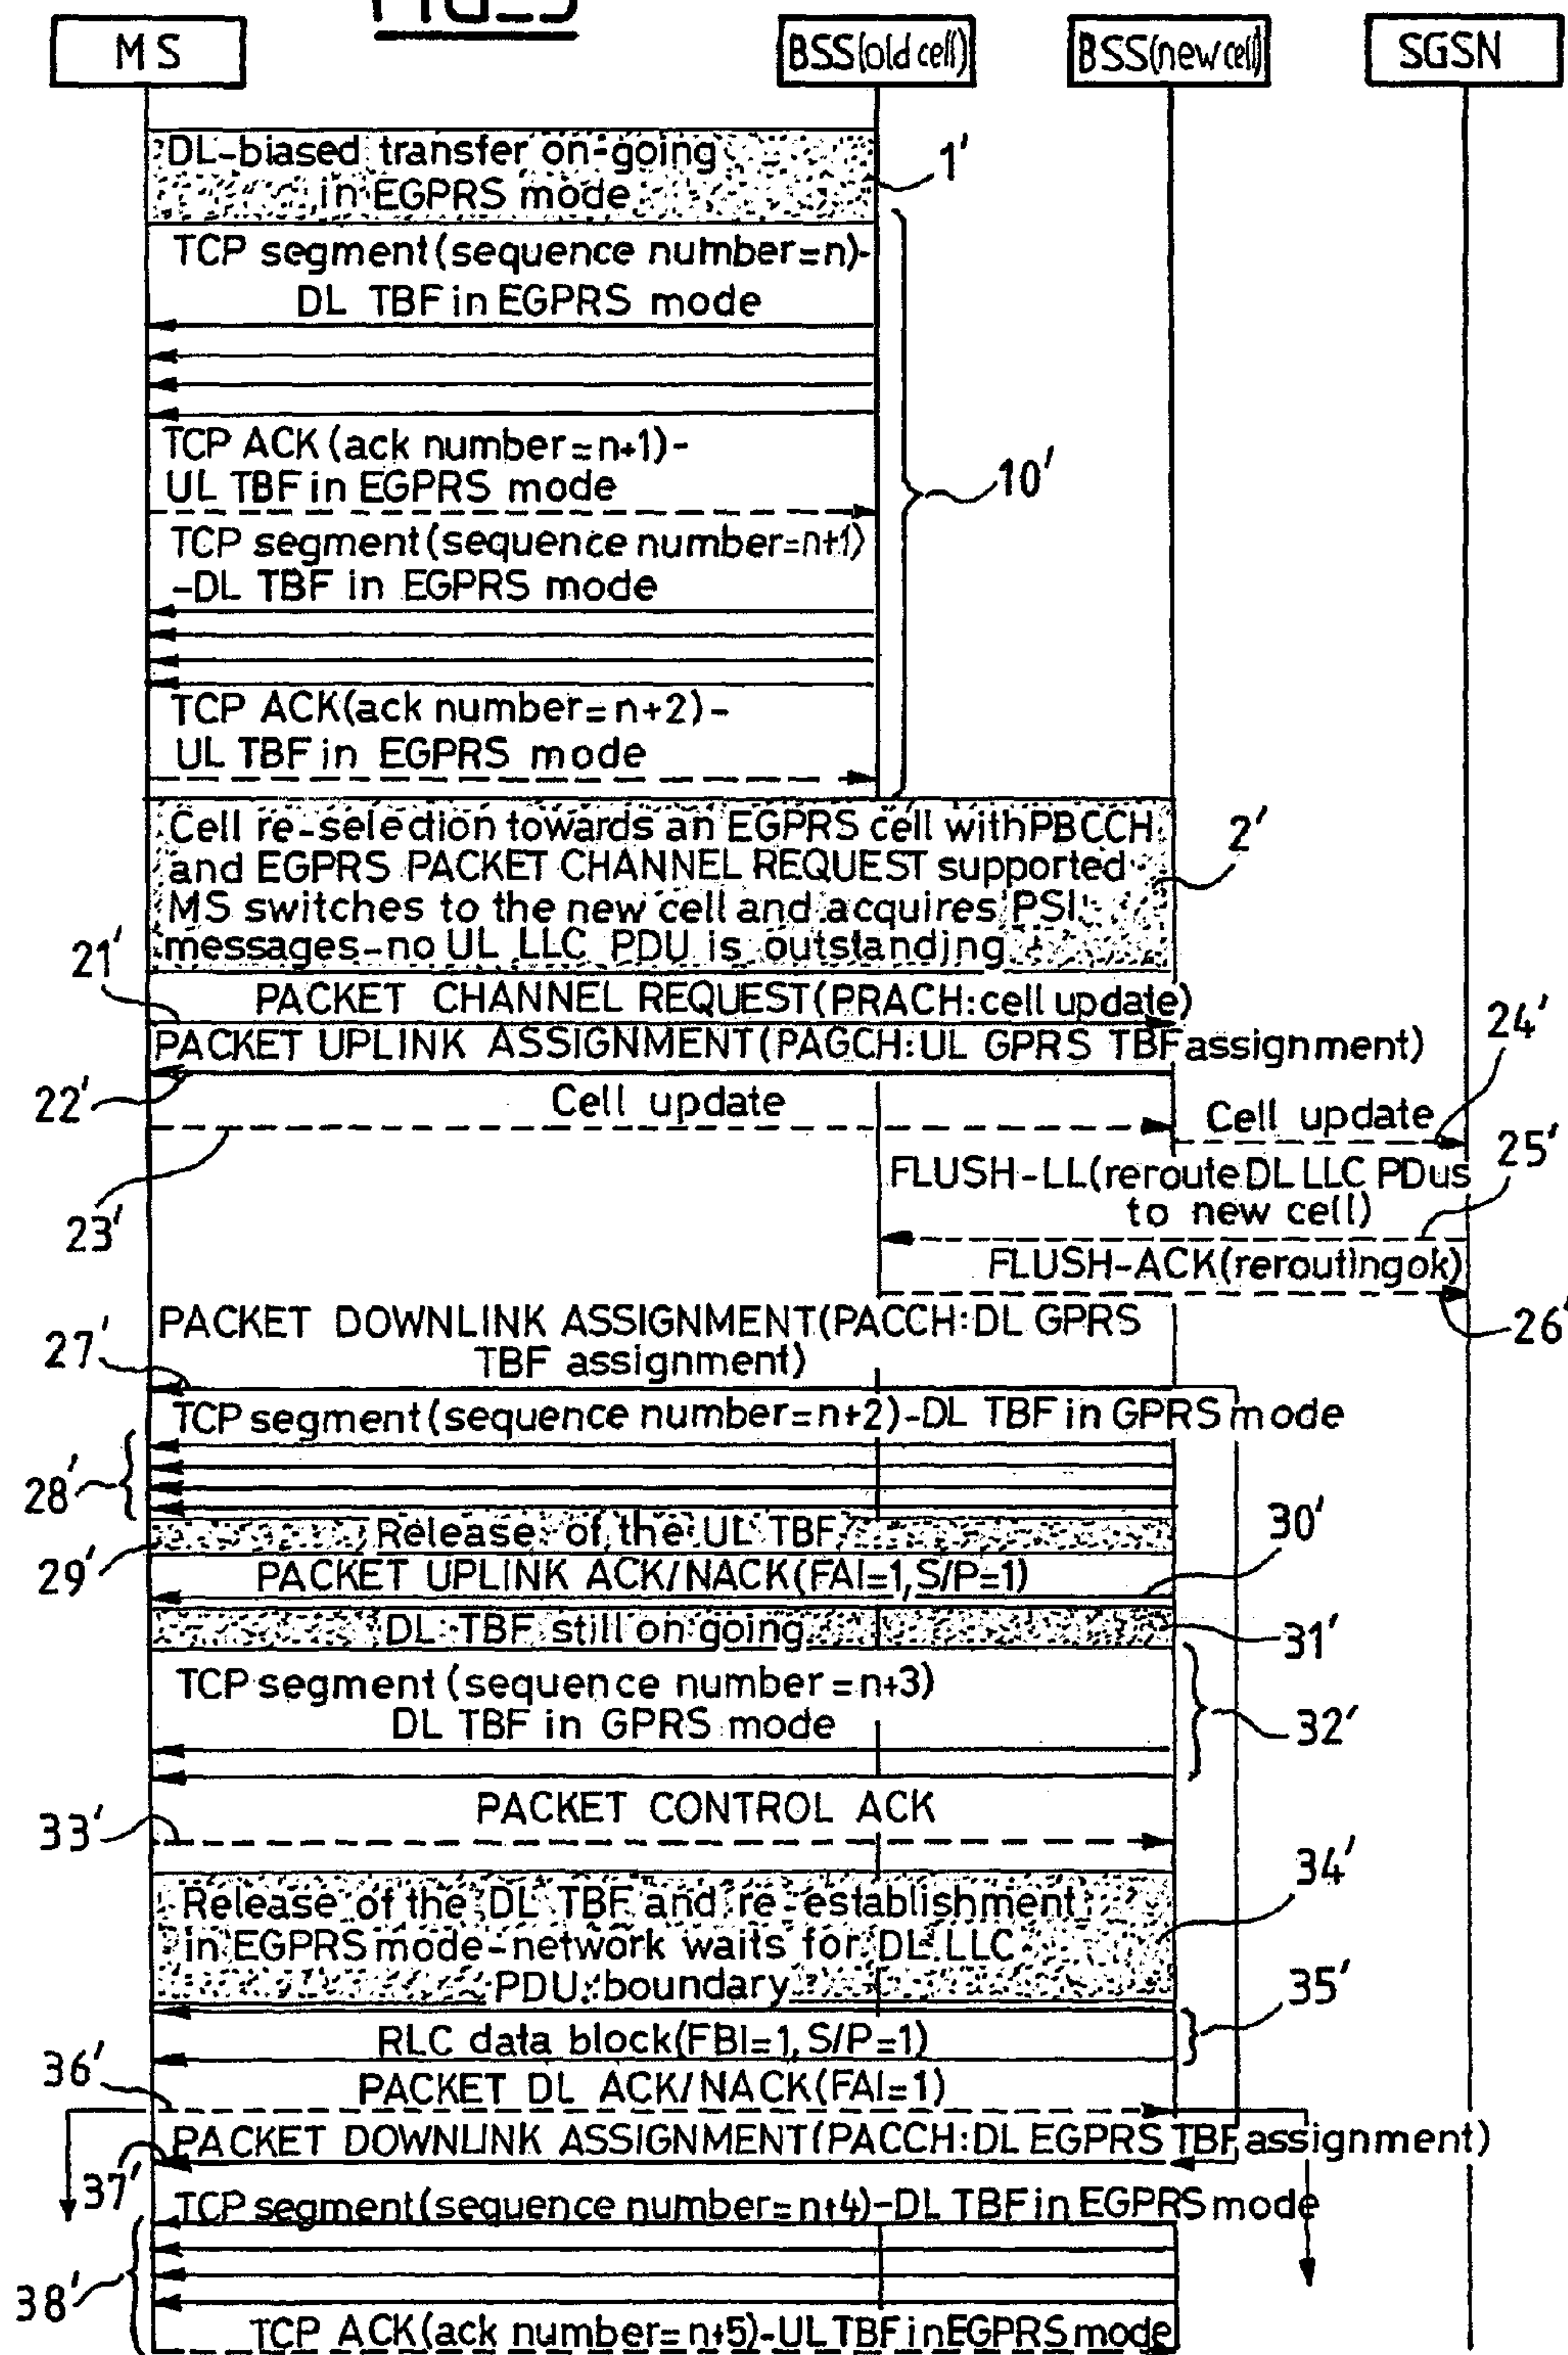 MS
BSS(old cell)
BSS(new cell)
SGSN
DL-biased transfer on-going
in EGPRS mode
1'
TCP segment(sequence number=n)-
DL TBF in EGPRS mode
TCP ACK(ack number=n+1)-
UL TBF in EGPRS mode
10'
TCP segment(sequence number=n+1)
-DL TBF in EGPRS mode
TCP ACK(ack number=n+2)-
UL TBF in EGPRS mode
Cell re-selection towards an EGPRS cell with PBCCH
and EGPRS PACKET CHANNEL REQUEST supported
MS switches to the new cell and acquires PSI
messages-no UL LLC PDU is outstanding
2'
21'
PACKET CHANNEL REQUEST(PRACH:cell update)
PACKET UPLINK ASSIGNMENT(PAGCH:UL GPRS TBF assignment)
24'
22'
Cell update
Cell update
23'
25'
FLUSH-LL(reroute DL LLC PDus
to new cell)
FLUSH-ACK(rerouting ok)
26'
PACKET DOWNLINK ASSIGNMENT(PACCH:DL GPRS
TBF assignment)
27'
TCP segment(sequence number=n+2)-DL TBF in GPRS mode
28'
Release of the UL TBF
29'
30'
PACKET UPLINK ACK/NACK(FAI=1,S/P=1)
DL TBF still on going
31'
TCP segment(sequence number=n+3)
DL TBF in GPRS mode
32'
PACKET CONTROL ACK
33'
Release of the DL TBF and re-establishment
in EGPRS mode-network waits for DL LLC
PDU boundary
34'
35'
RLC data block(FBI=1,S/P=1)
36'
PACKET DL ACK/NACK(FAI=1)
PACKET DOWNLINK ASSIGNMENT(PACCH:DL EGPRS TBF assignment)
37'
TCP segment(sequence number=n+4)-DL TBF in EGPRS mode
38'
TCP ACK(ack number=n+5)-UL TBF in EGPRS mode